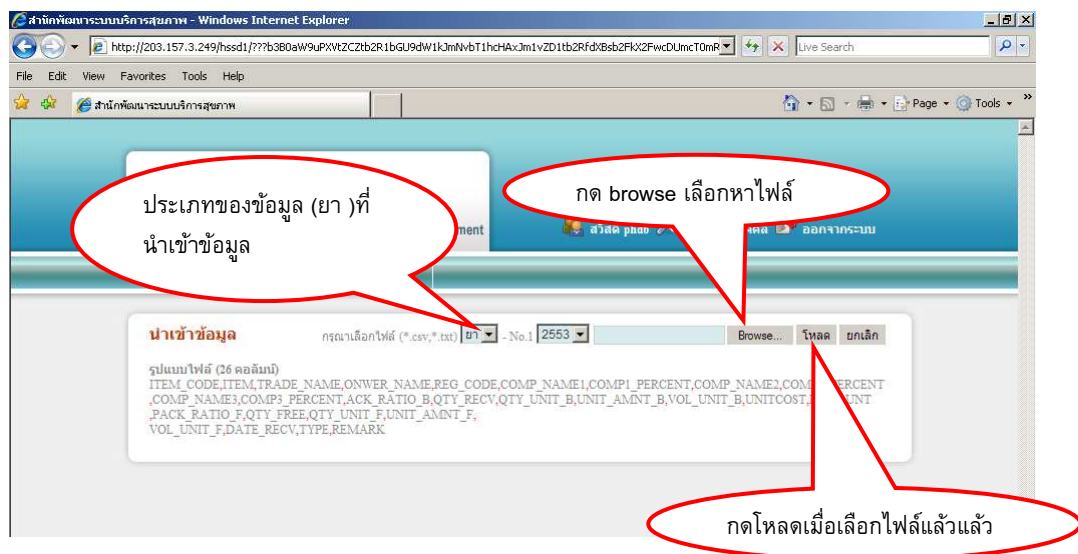 สำนักพัฒนาระบบบริการสุขภาพ - Windows Internet Explorer
Live Search
File Edit View Favorites Tools Help
สำนักพัฒนาระบบบริการสุขภาพ
Page Tools
ประเภทของข้อมูล (ยา )ที่
นำเข้าข้อมูล
กด browse เลือกหาไฟล์
ment
สวัสดี phdb ออกจากระบบ
นำเข้าข้อมูล กรุณาเลือกไฟล์ (*.csv,*.txt) ยา - No.1 2553 Browse... โหลด ยกเลิก
รูปแบบไฟล์ (26 คอลัมน์)
ITEM_CODE,ITEM,TRADE_NAME,ONWER_NAME,REG_CODE,COMP_NAME1,COMP1_PERCENT,COMP_NAME2,COM ERCENT
,COMP_NAME3,COMP3_PERCENT,ACK_RATIO_B,QTY_RECV,QTY_UNIT_B,UNIT_AMNT_B,VOL_UNIT_B,UNITCOST, UNT
,PACK_RATIO_F,QTY_FREE,QTY_UNIT_F,UNIT_AMNT_F,
VOL_UNIT_F,DATE_RECV,TYPE,REMARK
กดโหลดเมื่อเลือกไฟล์แล้วแล้ว